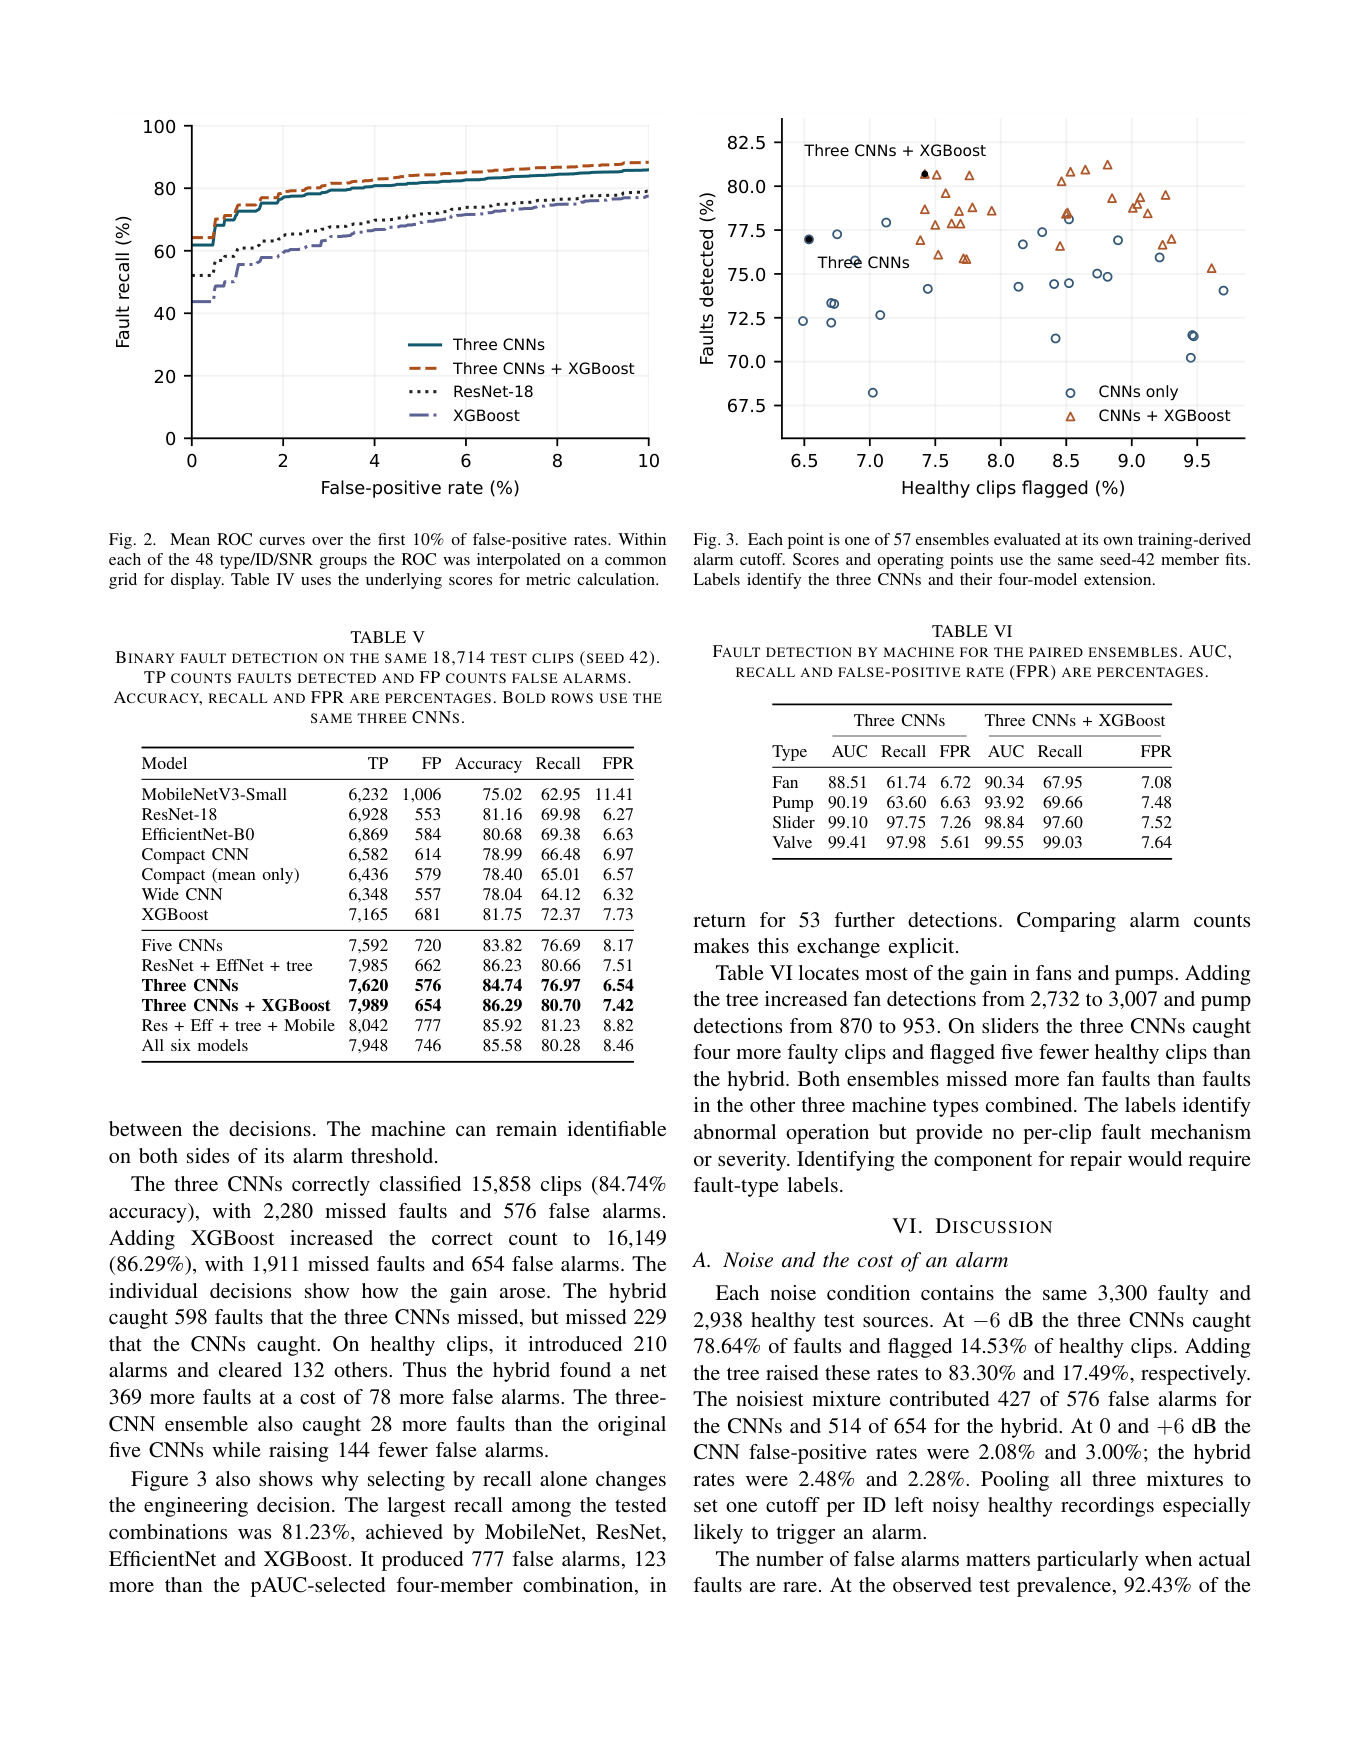 100
80
60
40
20
0
0 2 4 6 8 10
Fault recall (%)
False-positive rate (%)
Three CNNs
Three CNNs + XGBoost
ResNet-18
XGBoost
Fig. 2. Mean ROC curves over the first 10% of false-positive rates. Within
each of the 48 type/ID/SNR groups the ROC was interpolated on a common
grid for display. Table IV uses the underlying scores for metric calculation.
TABLE V
BINARY FAULT DETECTION ON THE SAME 18,714 TEST CLIPS (SEED 42).
TP COUNTS FAULTS DETECTED AND FP COUNTS FALSE ALARMS.
ACCURACY, RECALL AND FPR ARE PERCENTAGES. BOLD ROWS USE THE
SAME THREE CNNS.
Model TP FP Accuracy Recall FPR
MobileNetV3-Small 6,232 1,006 75.02 62.95 11.41
ResNet-18 6,928 553 81.16 69.98 6.27
EfficientNet-B0 6,869 584 80.68 69.38 6.63
Compact CNN 6,582 614 78.99 66.48 6.97
Compact (mean only) 6,436 579 78.40 65.01 6.57
Wide CNN 6,348 557 78.04 64.12 6.32
XGBoost 7,165 681 81.75 72.37 7.73
Five CNNs 7,592 720 83.82 76.69 8.17
ResNet + EffNet + tree 7,985 662 86.23 80.66 7.51
Three CNNs 7,620 576 84.74 76.97 6.54
Three CNNs + XGBoost 7,989 654 86.29 80.70 7.42
Res + Eff + tree + Mobile 8,042 777 85.92 81.23 8.82
All six models 7,948 746 85.58 80.28 8.46
between the decisions. The machine can remain identifiable
on both sides of its alarm threshold.
The three CNNs correctly classified 15,858 clips (84.74%
accuracy), with 2,280 missed faults and 576 false alarms.
Adding XGBoost increased the correct count to 16,149
(86.29%), with 1,911 missed faults and 654 false alarms. The
individual decisions show how the gain arose. The hybrid
caught 598 faults that the three CNNs missed, but missed 229
that the CNNs caught. On healthy clips, it introduced 210
alarms and cleared 132 others. Thus the hybrid found a net
369 more faults at a cost of 78 more false alarms. The three-
CNN ensemble also caught 28 more faults than the original
five CNNs while raising 144 fewer false alarms.
Figure 3 also shows why selecting by recall alone changes
the engineering decision. The largest recall among the tested
combinations was 81.23%, achieved by MobileNet, ResNet,
EfficientNet and XGBoost. It produced 777 false alarms, 123
more than the pAUC-selected four-member combination, in
82.5
80.0
77.5
75.0
72.5
70.0
67.5
6.5 7.0 7.5 8.0 8.5 9.0 9.5
Faults detected (%)
Healthy clips flagged (%)
Three CNNs + XGBoost
Three CNNs
CNNs only
CNNs + XGBoost
Fig. 3. Each point is one of 57 ensembles evaluated at its own training-derived
alarm cutoff. Scores and operating points use the same seed-42 member fits.
Labels identify the three CNNs and their four-model extension.
TABLE VI
FAULT DETECTION BY MACHINE FOR THE PAIRED ENSEMBLES. AUC,
RECALL AND FALSE-POSITIVE RATE (FPR) ARE PERCENTAGES.
Three CNNs Three CNNs + XGBoost
Type AUC Recall FPR AUC Recall FPR
Fan 88.51 61.74 6.72 90.34 67.95 7.08
Pump 90.19 63.60 6.63 93.92 69.66 7.48
Slider 99.10 97.75 7.26 98.84 97.60 7.52
Valve 99.41 97.98 5.61 99.55 99.03 7.64
return for 53 further detections. Comparing alarm counts
makes this exchange explicit.
Table VI locates most of the gain in fans and pumps. Adding
the tree increased fan detections from 2,732 to 3,007 and pump
detections from 870 to 953. On sliders the three CNNs caught
four more faulty clips and flagged five fewer healthy clips than
the hybrid. Both ensembles missed more fan faults than faults
in the other three machine types combined. The labels identify
abnormal operation but provide no per-clip fault mechanism
or severity. Identifying the component for repair would require
fault-type labels.
VI. DISCUSSION
A. Noise and the cost of an alarm
Each noise condition contains the same 3,300 faulty and
2,938 healthy test sources. At −6 dB the three CNNs caught
78.64% of faults and flagged 14.53% of healthy clips. Adding
the tree raised these rates to 83.30% and 17.49%, respectively.
The noisiest mixture contributed 427 of 576 false alarms for
the CNNs and 514 of 654 for the hybrid. At 0 and +6 dB the
CNN false-positive rates were 2.08% and 3.00%; the hybrid
rates were 2.48% and 2.28%. Pooling all three mixtures to
set one cutoff per ID left noisy healthy recordings especially
likely to trigger an alarm.
The number of false alarms matters particularly when actual
faults are rare. At the observed test prevalence, 92.43% of the